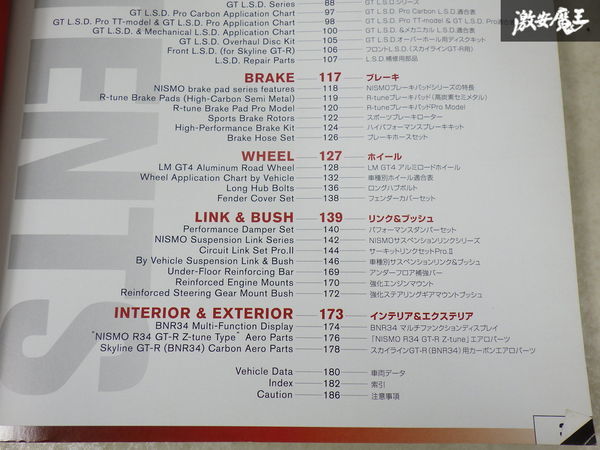 激安魔王
GT L.S.D. Series 88 GT L.S.D.シリーズ
GT L.S.D. Pro Carbon Application Chart 97 GT L.S.D. Pro Carbon L.S.D.適合表
GT L.S.D. Pro TT-model & GT L.S.D. Pro Application Chart 98 GT L.S.D. Pro TT-model & GT L.S.D. Pro適合表
GT L.S.D. & Mechanical L.S.D. Application Chart 100 GT L.S.D. &メカニカル L.S.D. 適合表
GT L.S.D. Overhaul Disc Kit 105 GT L.S.D.オーバーホール用ディスクキット
Front L.S.D. (for Skyline GT-R) 106 フロントL.S.D.(スカイラインGT-R用)
L.S.D. Repair Parts 107 L.S.D.補修用部品
BRAKE 117 ブレーキ
NISMO brake pad series features 118 NISMOブレーキパッドシリーズの特長
R-tune Brake Pads (High-Carbon Semi Metal) 119 R-tuneブレーキパッド(高炭素セミメタル)
R-tune Brake Pad Pro Model 120 R-tuneブレーキパッドPro Model
Sports Brake Rotors 122 スポーツブレーキローター
High-Performance Brake Kit 124 ハイパフォーマンスブレーキキット
Brake Hose Set 126 ブレーキホースセット
WHEEL 127 ホイール
LM GT4 Aluminum Road Wheel 128 LM GT4 アルミロードホイール
Wheel Application Chart by Vehicle 132 車種別ホイール適合表
Long Hub Bolts 136 ロングハブボルト
Fender Cover Set 138 フェンダーカバーセット
LINK & BUSH 139 リンク&ブッシュ
Performance Damper Set 140 パフォーマンスダンパーセット
NISMO Suspension Link Series 142 NISMOサスペンションリンクシリーズ
Circuit Link Set Pro.II 144 サーキットリンクセットPro.II
By Vehicle Suspension Link & Bush 146 車種別サスペンションリンク&ブッシュ
Under-Floor Reinforcing Bar 169 アンダーフロア補強バー
Reinforced Engine Mounts 170 強化エンジンマウント
Reinforced Steering Gear Mount Bush 172 強化ステアリングギアマウントブッシュ
INTERIOR & EXTERIOR 173 インテリア&エクステリア
BNR34 Multi-Function Display 174 BNR34 マルチファンクションディスプレイ
"NISMO R34 GT-R Z-tune Type" Aero Parts 176 「NISMO R34 GT-R Z-tune」エアロパーツ
Skyline GT-R (BNR34) Carbon Aero Parts 178 スカイラインGT-R(BNR34)用カーボンエアロパーツ
Vehicle Data 180 車両データ
Index 182 索引
Caution 186 注意事項
ENTS